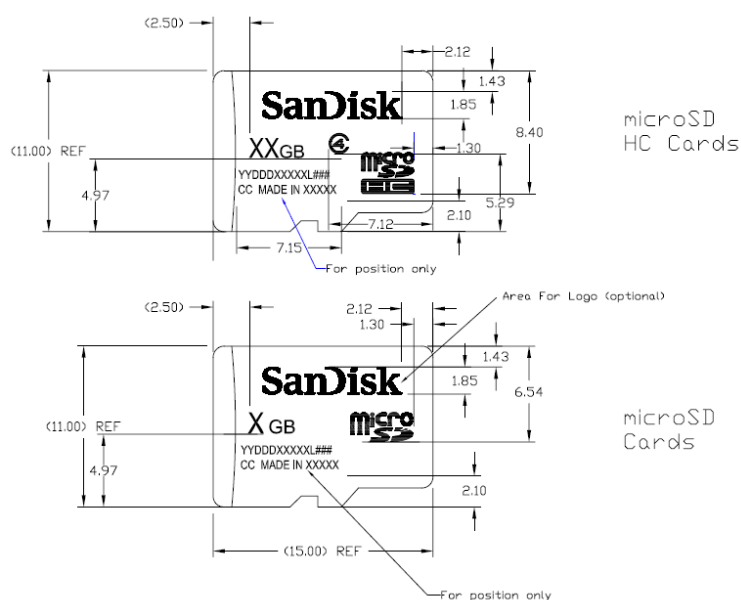 (2.50)
2.12
1.43
SanDisk
1.85
8.40
microSD
HC Cards
(11.00) REF
XXGB
4
1.30
micro
SD
HC
YYDDDXXXXXL###
CC MADE IN XXXXX
4.97
5.29
2.10
7.12
7.15
For position only
(2.50)
2.12
Area For Logo (optional)
1.30
1.43
SanDisk
1.85
6.54
(11.00) REF
X GB
micro
SD
microSD
Cards
YYDDDXXXXXL###
CC MADE IN XXXXX
4.97
2.10
(15.00) REF
For position only